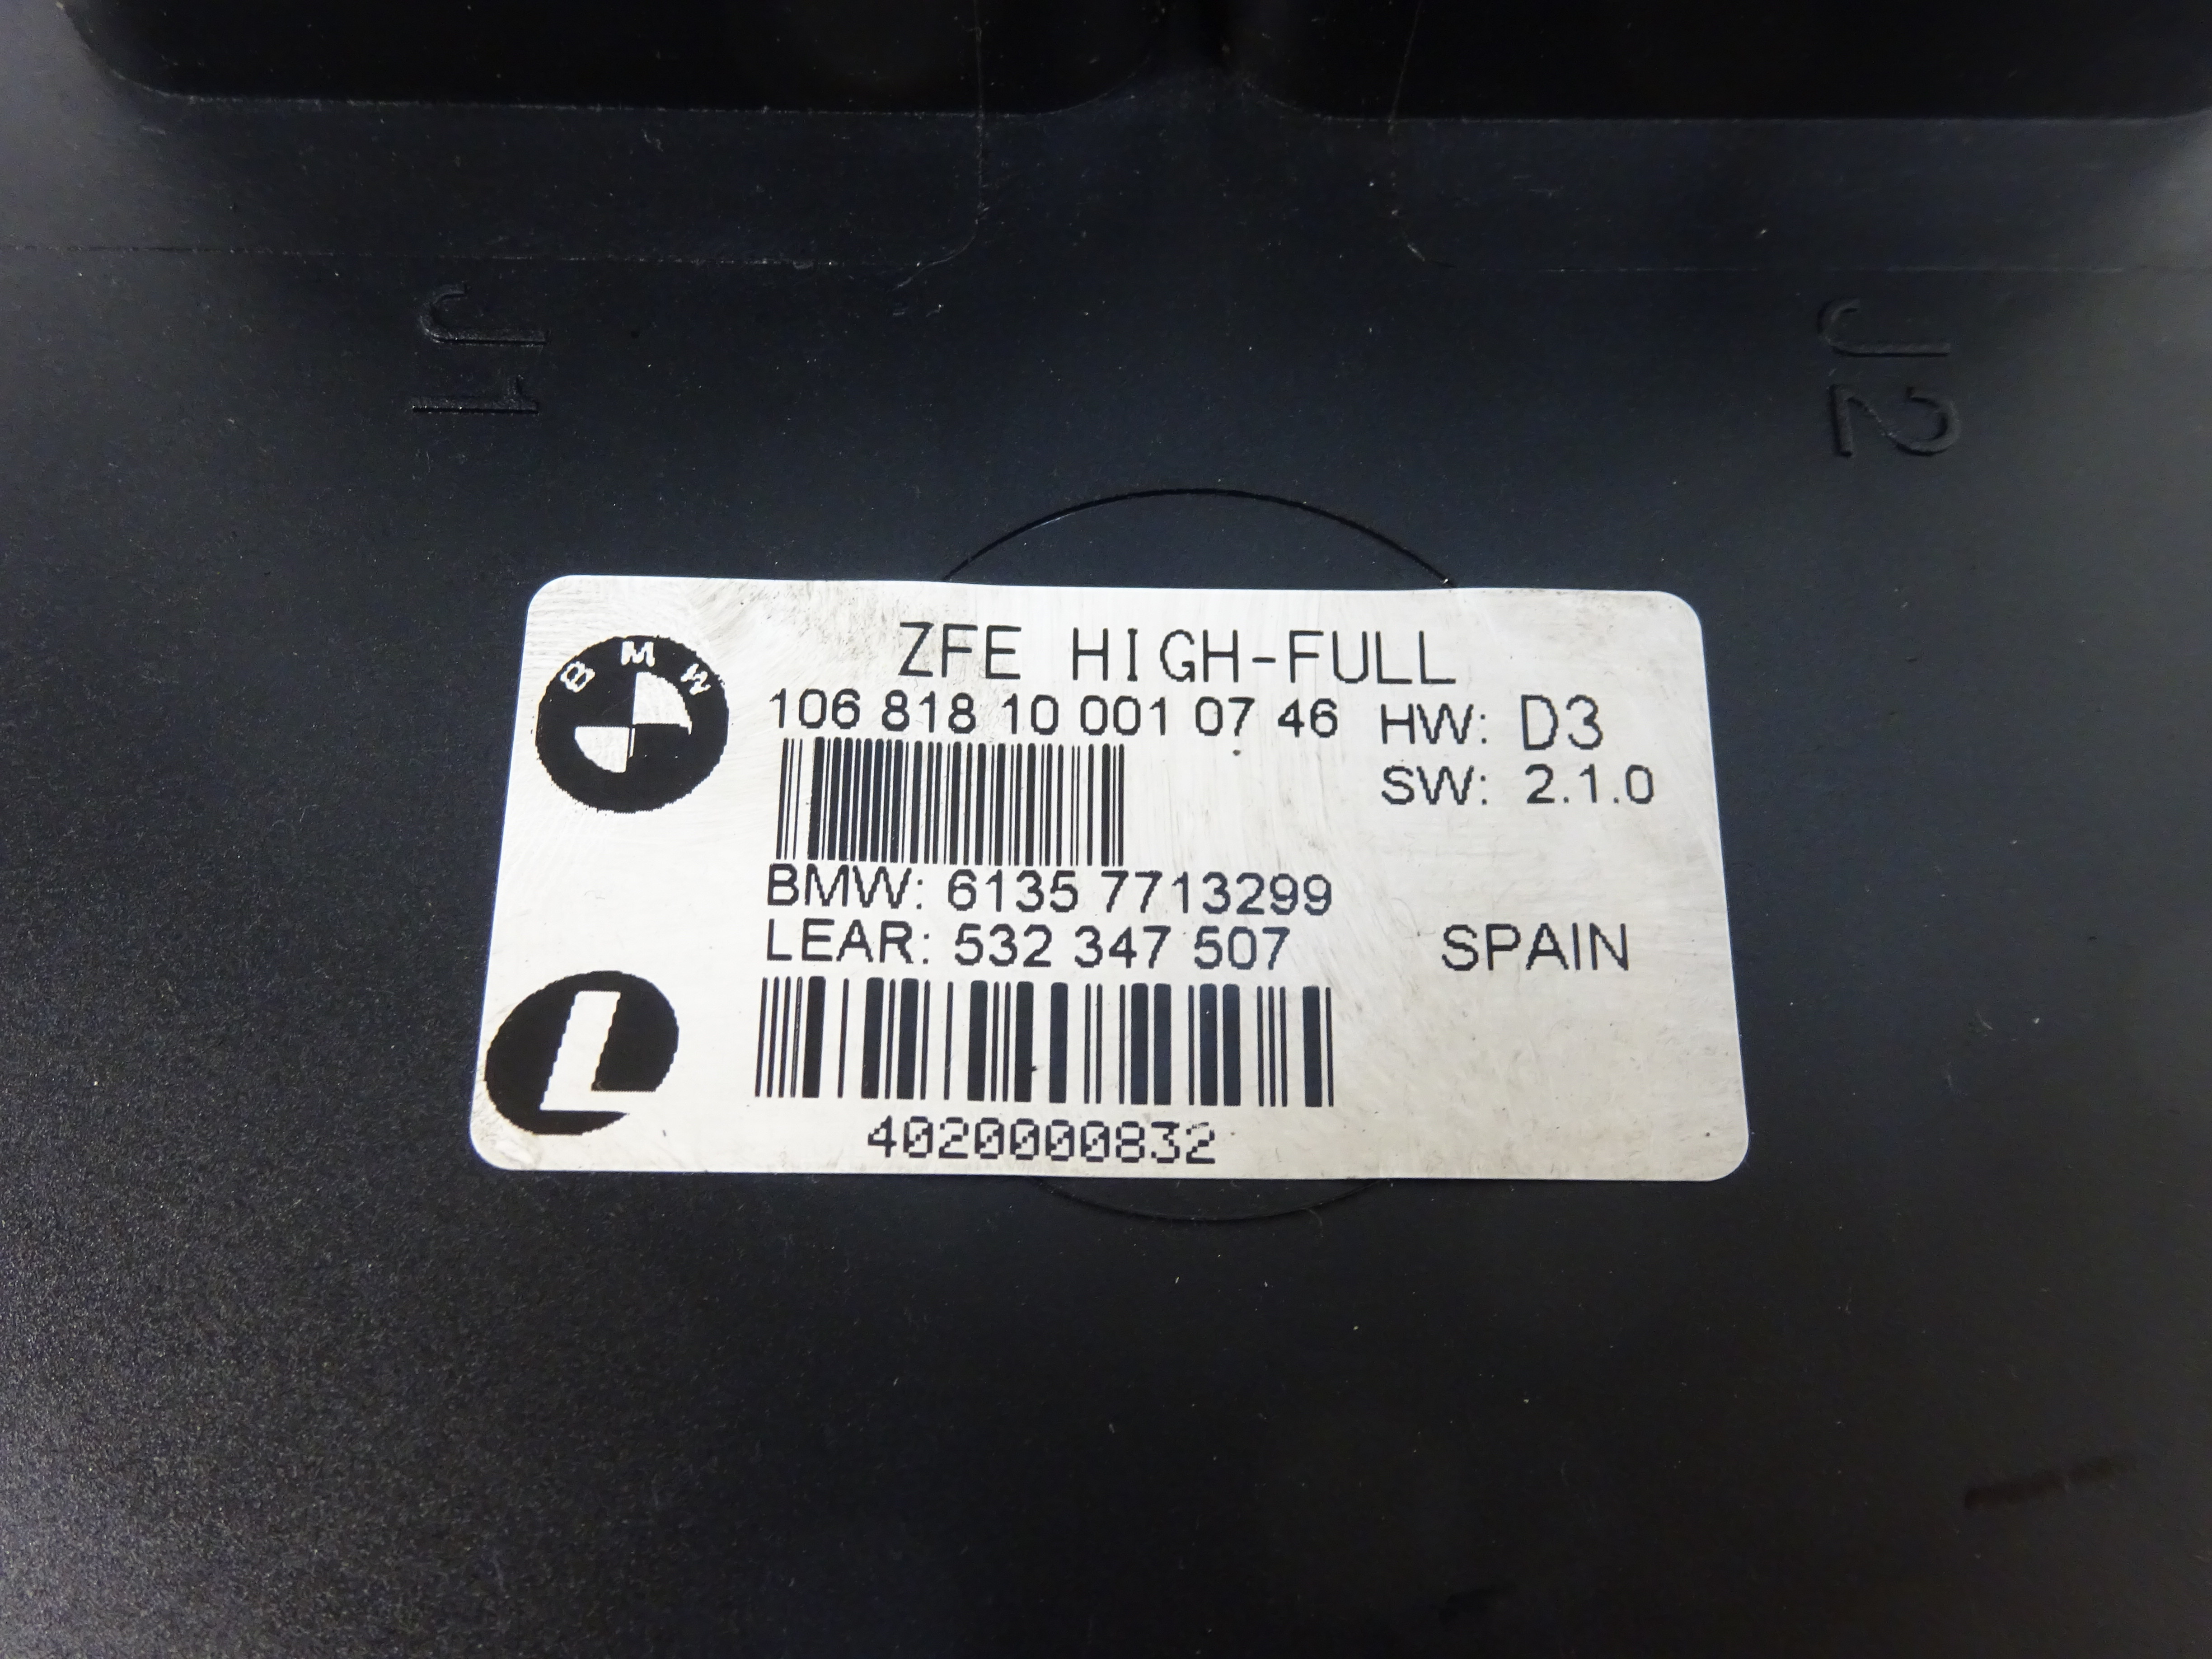 J1
J2
BMW
ZFE HIGH-FULL
106 818 10 001 07 46 HW: D3
SW: 2.1.0
BMW: 6135 7713299
LEAR: 532 347 507 SPAIN
L
4020000832